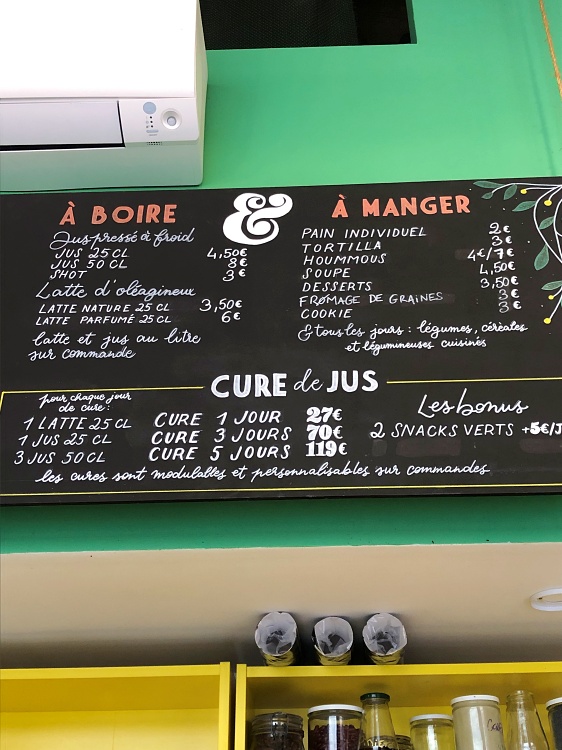 À BOIRE
Jus pressé à froid
JUS 25 CL 4,50€
JUS 50 CL 8€
SHOT 3€
Latte d'oléagineux
LATTE NATURE 25 CL 3,50€
LATTE PARFUMÉ 25 CL 6€
latte et jus au litre
sur commande
&
À MANGER
PAIN INDIVIDUEL 2€
TORTILLA 3€
HOUMMOUS 4€/7€
SOUPE 4,50€
DESSERTS 3,50€
FROMAGE DE GRAINES 3€
COOKIE 3€
& tous les jours : légumes, céréales
et légumineuses cuisinés
CURE de JUS
pour chaque jour
de cure :
1 LATTE 25 CL
1 JUS 25 CL
3 JUS 50 CL
CURE 1 JOUR 27€
CURE 3 JOURS 70€
CURE 5 JOURS 119€
Les bonus
2 SNACKS VERTS +5€/J
les cures sont modulables et personnalisables sur commandes